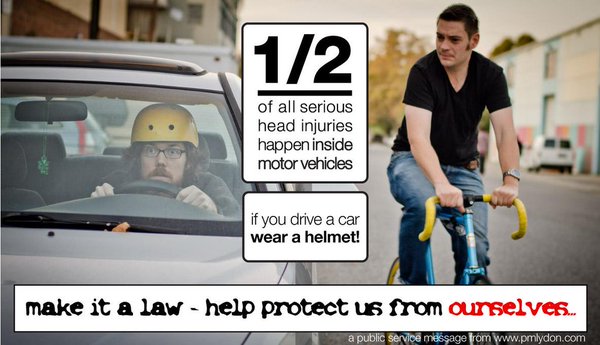 1/2
of all serious
head injuries
happen inside
motor vehicles
if you drive a car
wear a helmet!
make it a law - help protect us from ourselves...
a public service message from www.pmlydon.com